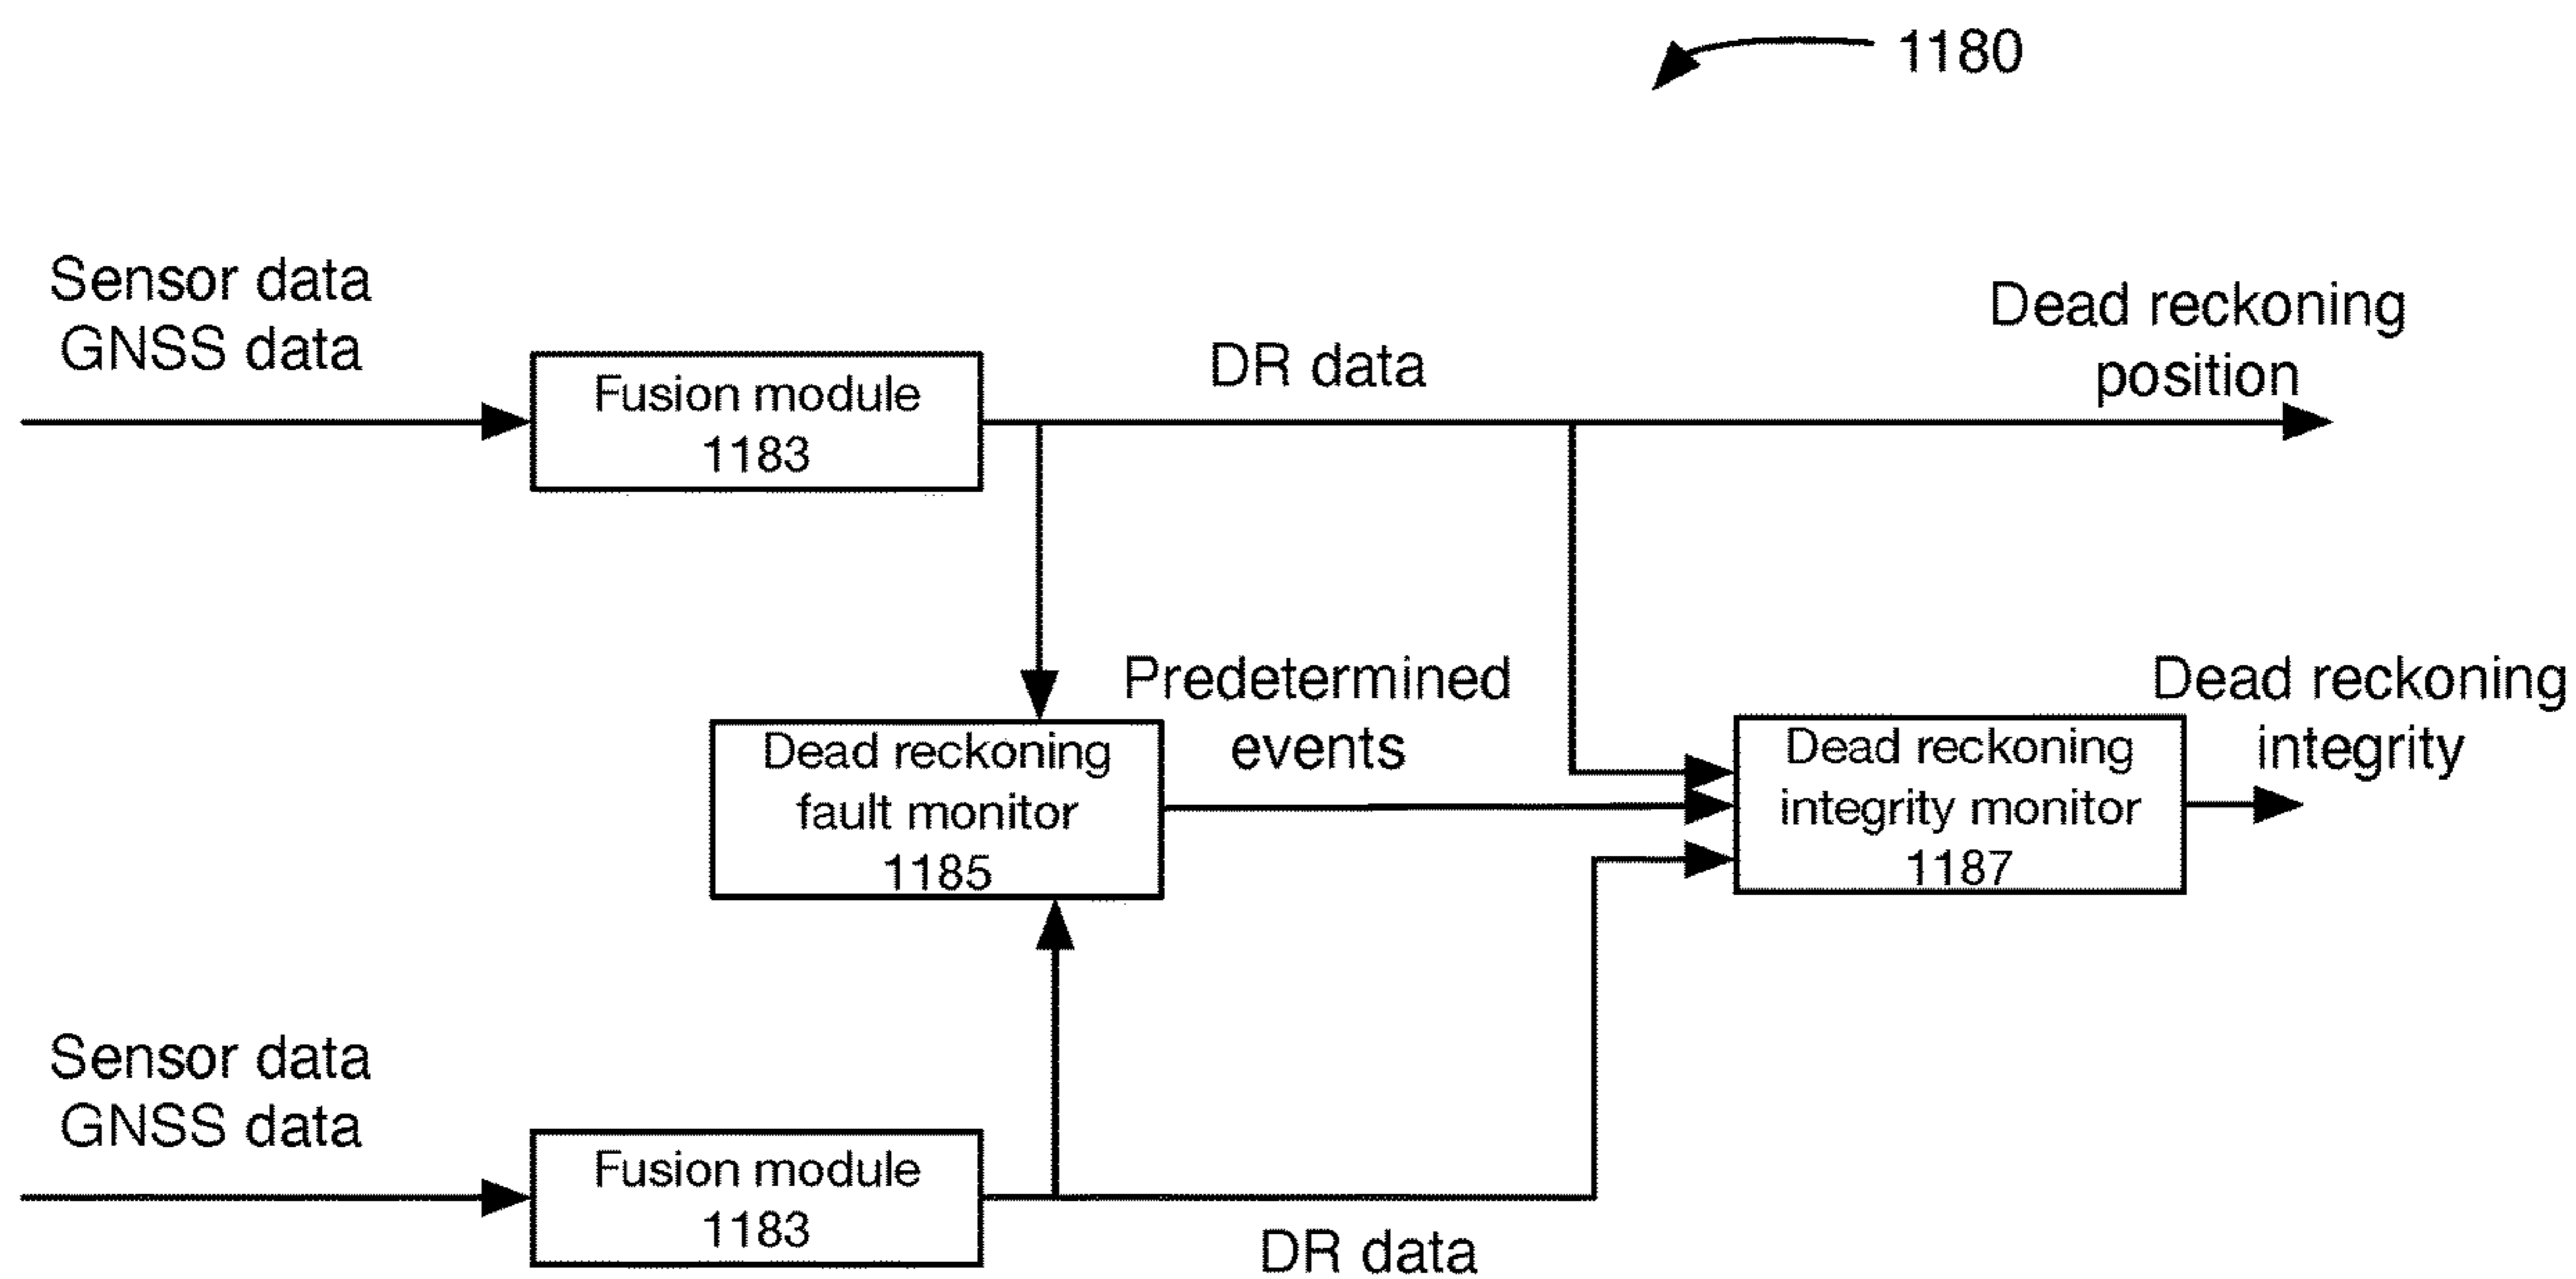 1180
Sensor data
GNSS data
Fusion module
1183
DR data
Dead reckoning
position
Dead reckoning
fault monitor
1185
Predetermined
events
Dead reckoning
integrity monitor
1187
Dead reckoning
integrity
Sensor data
GNSS data
Fusion module
1183
DR data